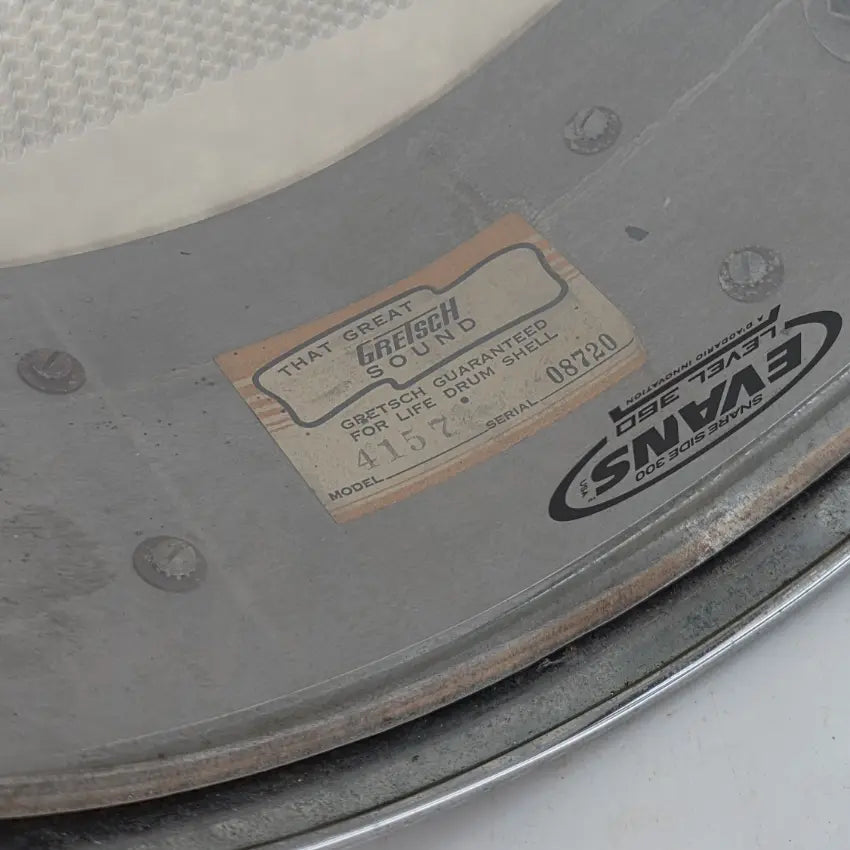 THAT GREAT
GRETSCH
SOUND
GRETSCH GUARANTEED
FOR LIFE DRUM SHELL
MODEL 4157 SERIAL 08720
EVANS
LEVEL 360
A D'ADDARIO INNOVATION
SNARE SIDE 300
USA